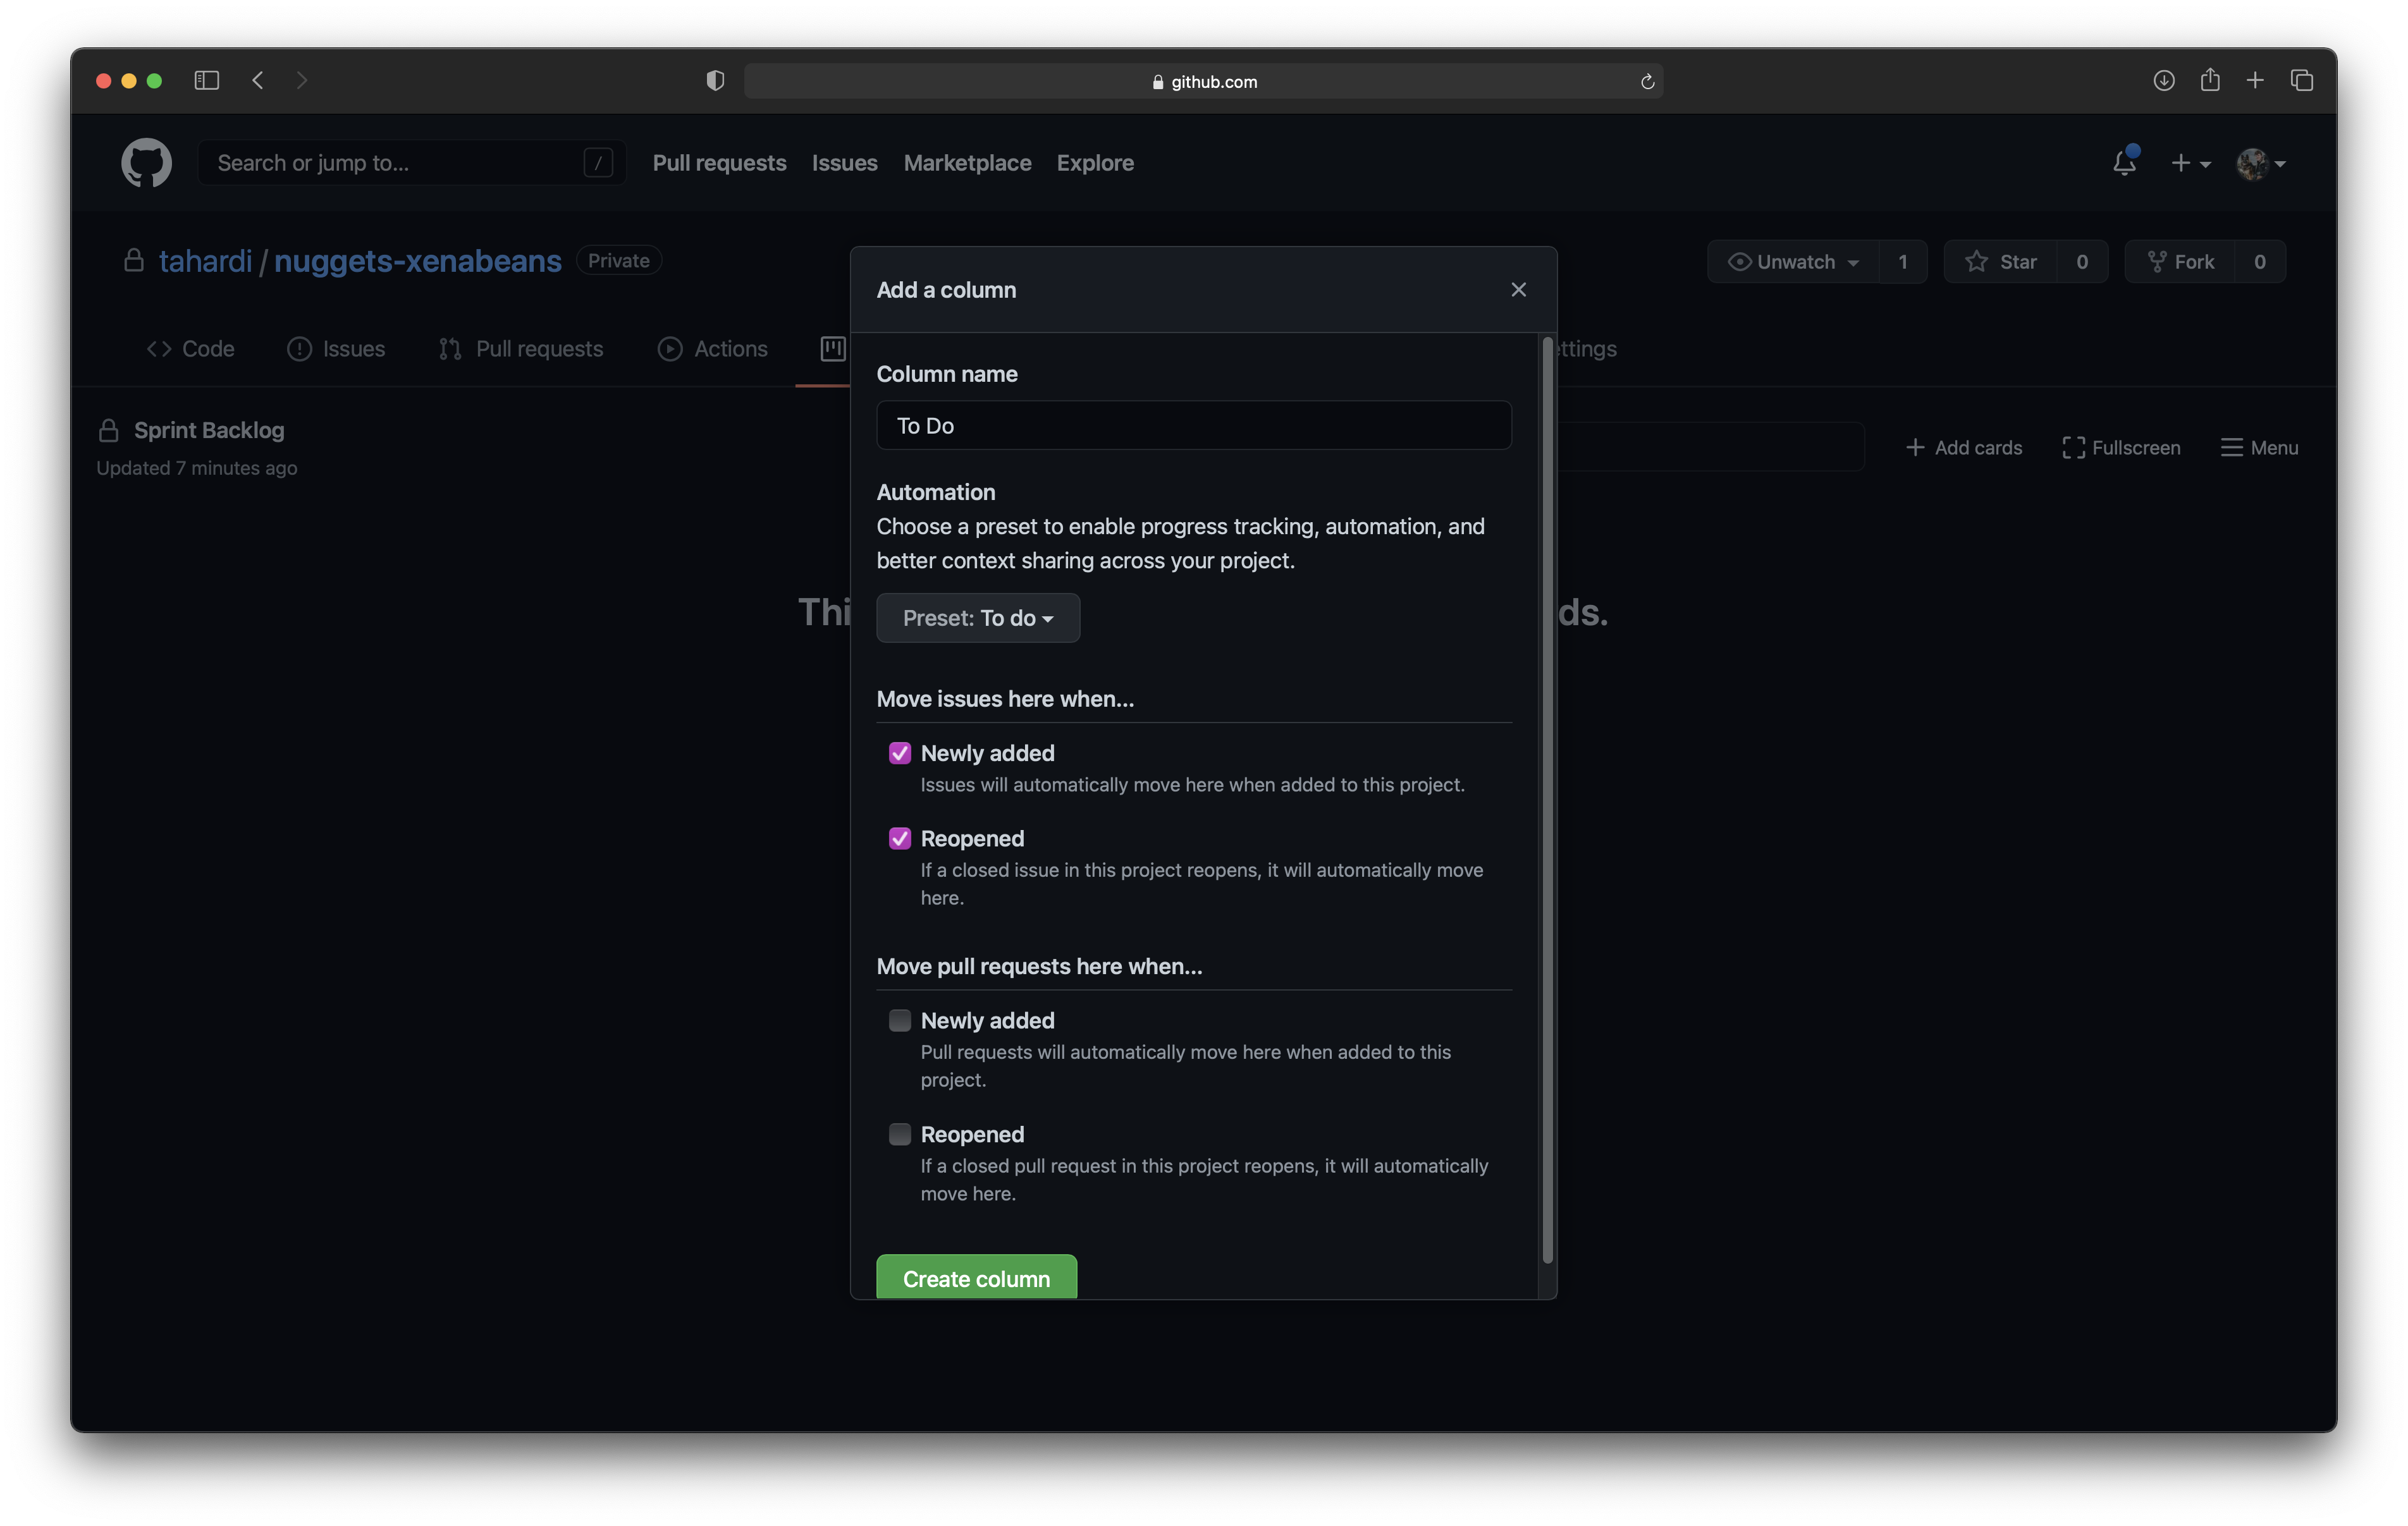 github.com
Search or jump to... /
Pull requests Issues Marketplace Explore
tahardi / nuggets-xenabeans Private
Unwatch 1 Star 0 Fork 0
Code Issues Pull requests Actions
ettings
Sprint Backlog
Updated 7 minutes ago
Add cards Fullscreen Menu
Thi
ds.
Add a column
Column name
To Do
Automation
Choose a preset to enable progress tracking, automation, and
better context sharing across your project.
Preset: To do
Move issues here when...
Newly added
Issues will automatically move here when added to this project.
Reopened
If a closed issue in this project reopens, it will automatically move
here.
Move pull requests here when...
Newly added
Pull requests will automatically move here when added to this
project.
Reopened
If a closed pull request in this project reopens, it will automatically
move here.
Create column